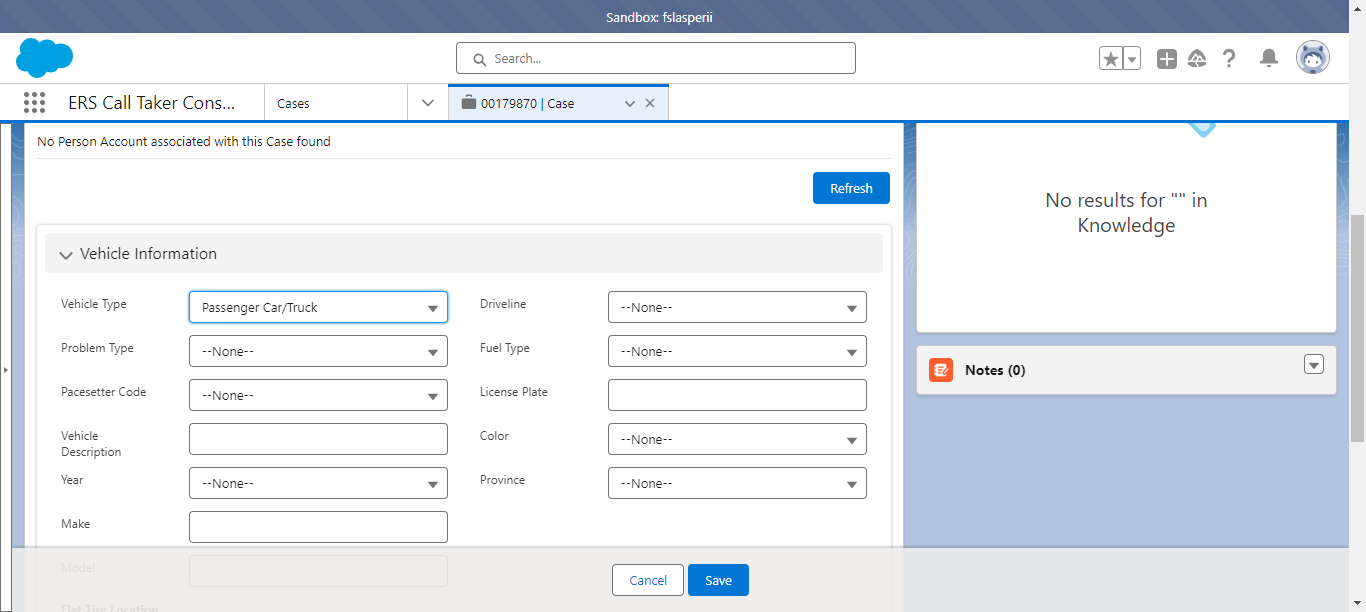 Sandbox: fslasperii
Search...
ERS Call Taker Cons...
Cases
00179870 | Case
No Person Account associated with this Case found
Refresh
No results for "" in
Knowledge
Vehicle Information
Vehicle Type
Passenger Car/Truck
Driveline
--None--
Problem Type
--None--
Fuel Type
--None--
Notes (0)
Pacesetter Code
--None--
License Plate
Vehicle
Description
Color
--None--
Year
--None--
Province
--None--
Make
Model
Cancel
Save
Flat Tire Location